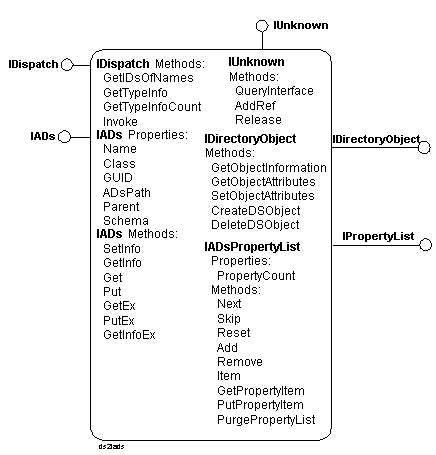 IUnknown
IDispatch
IADs
IDirectoryObject
IPropertyList
IDispatch Methods:
GetIDsOfNames
GetTypeInfo
GetTypeInfoCount
Invoke
IADs Properties:
Name
Class
GUID
ADsPath
Parent
Schema
IADs Methods:
SetInfo
GetInfo
Get
Put
GetEx
PutEx
GetInfoEx
IUnknown
Methods:
QueryInterface
AddRef
Release
IDirectoryObject
Methods:
GetObjectInformation
GetObjectAttributes
SetObjectAttributes
CreateDSObject
DeleteDSObject
IADsPropertyList
Properties:
PropertyCount
Methods:
Next
Skip
Reset
Add
Remove
Item
GetPropertyItem
PutPropertyItem
PurgePropertyList
ds2iads